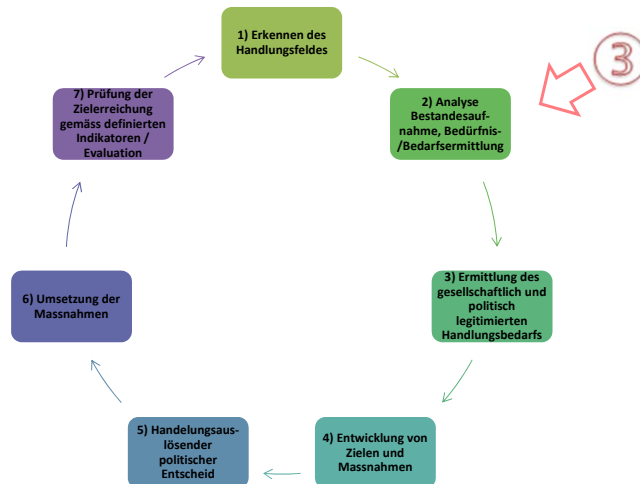 1) Erkennen des
Handlungsfeldes
③
2) Analyse
Bestandesauf-
nahme, Bedürfnis-
/Bedarfsermittlung
3) Ermittlung des
gesellschaftlich und
politisch
legitimierten
Handlungsbedarfs
4) Entwicklung von
Zielen und
Massnahmen
5) Handelungsaus-
lösender
politischer
Entscheid
6) Umsetzung der
Massnahmen
7) Prüfung der
Zielerreichung
gemäss definierten
Indikatoren /
Evaluation